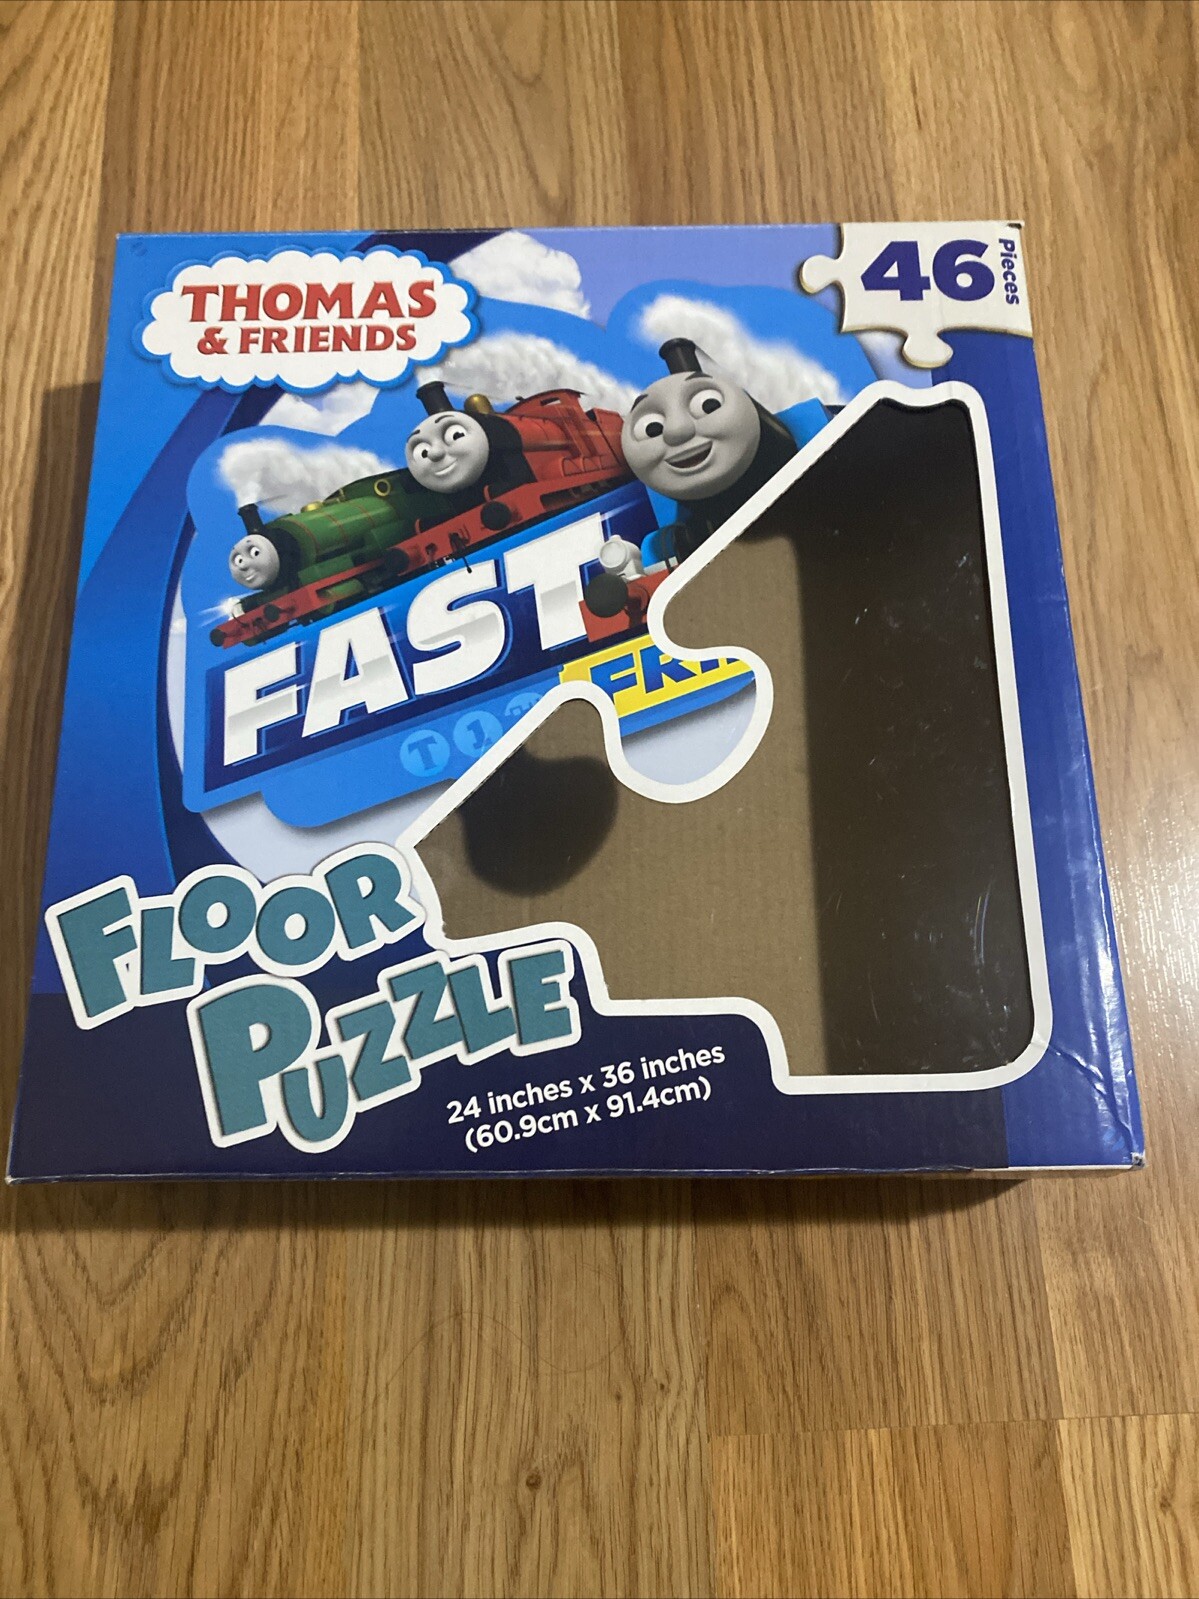 THOMAS
& FRIENDS
46
Pieces
FAST
FLOOR
PUZZLE
24 inches x 36 inches
(60.9cm x 91.4cm)